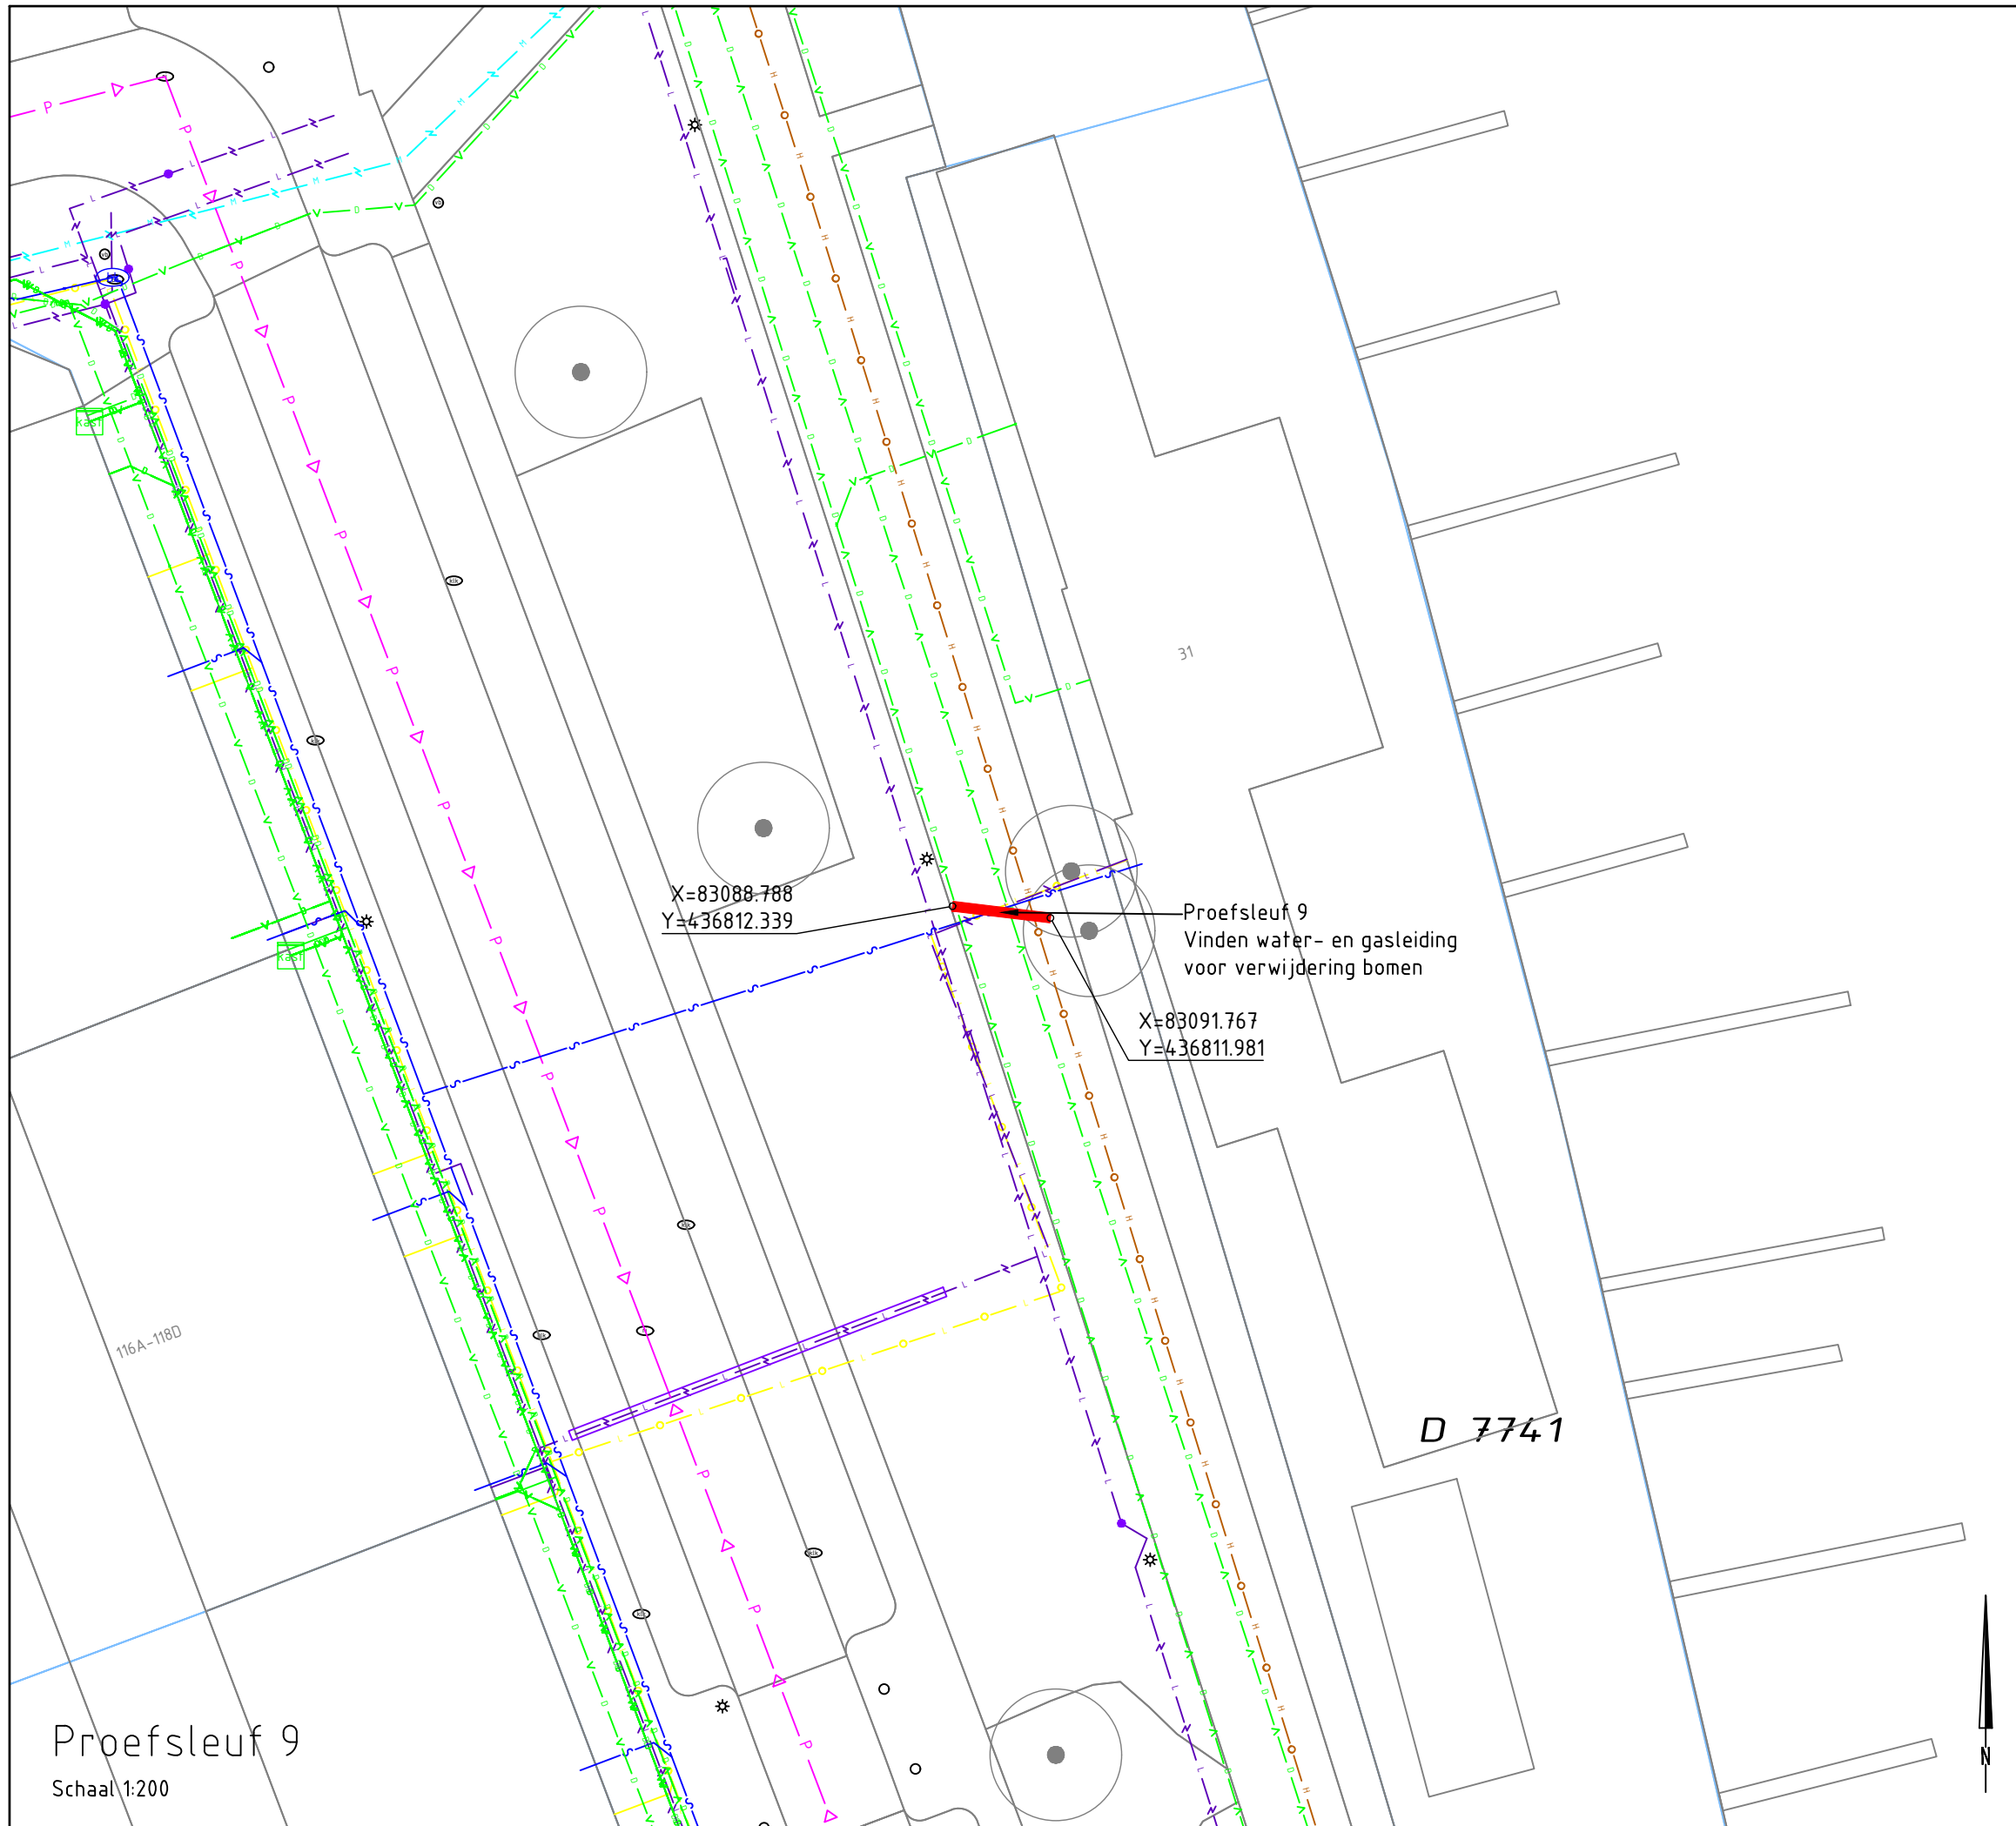 31
X=83088.788
Y=436812.339
Proefsleuf 9
Vinden water- en gasleiding
voor verwijdering bomen
X=83091.767
Y=436811.981
116A-118D
D 7741
Proefsleuf 9
Schaal 1:200
N
kast
kast